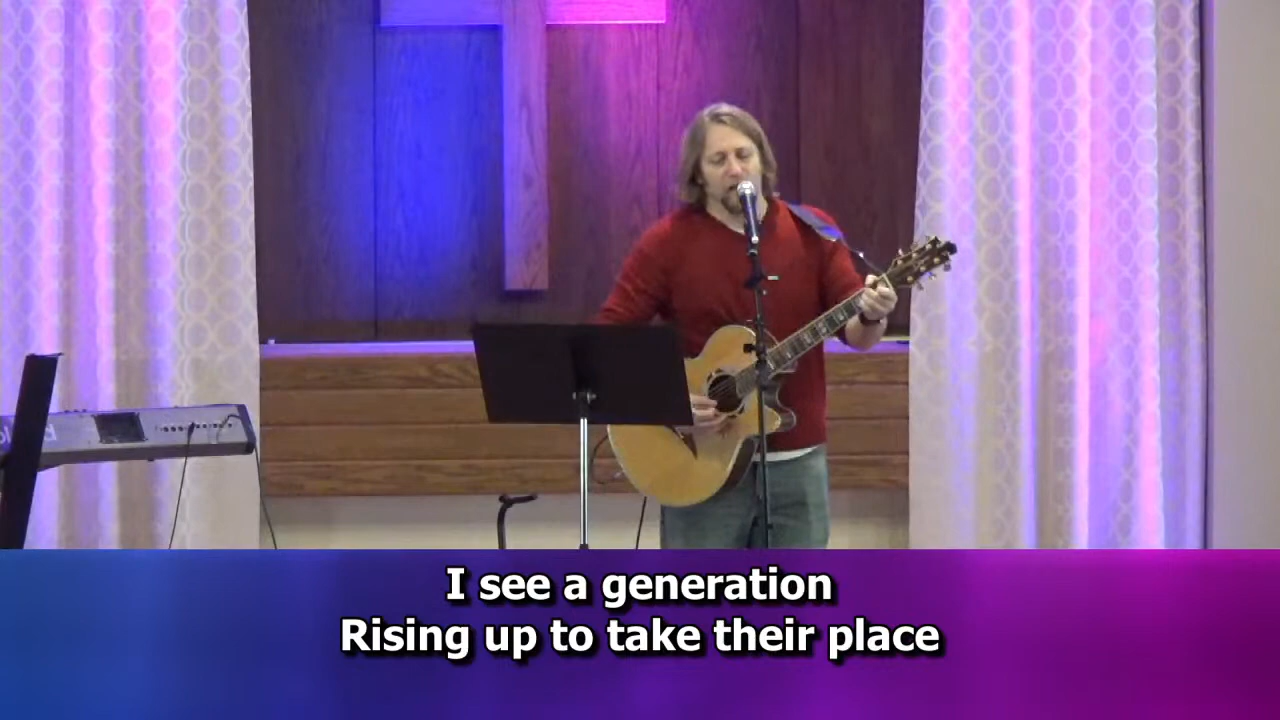 I see a generation
Rising up to take their place